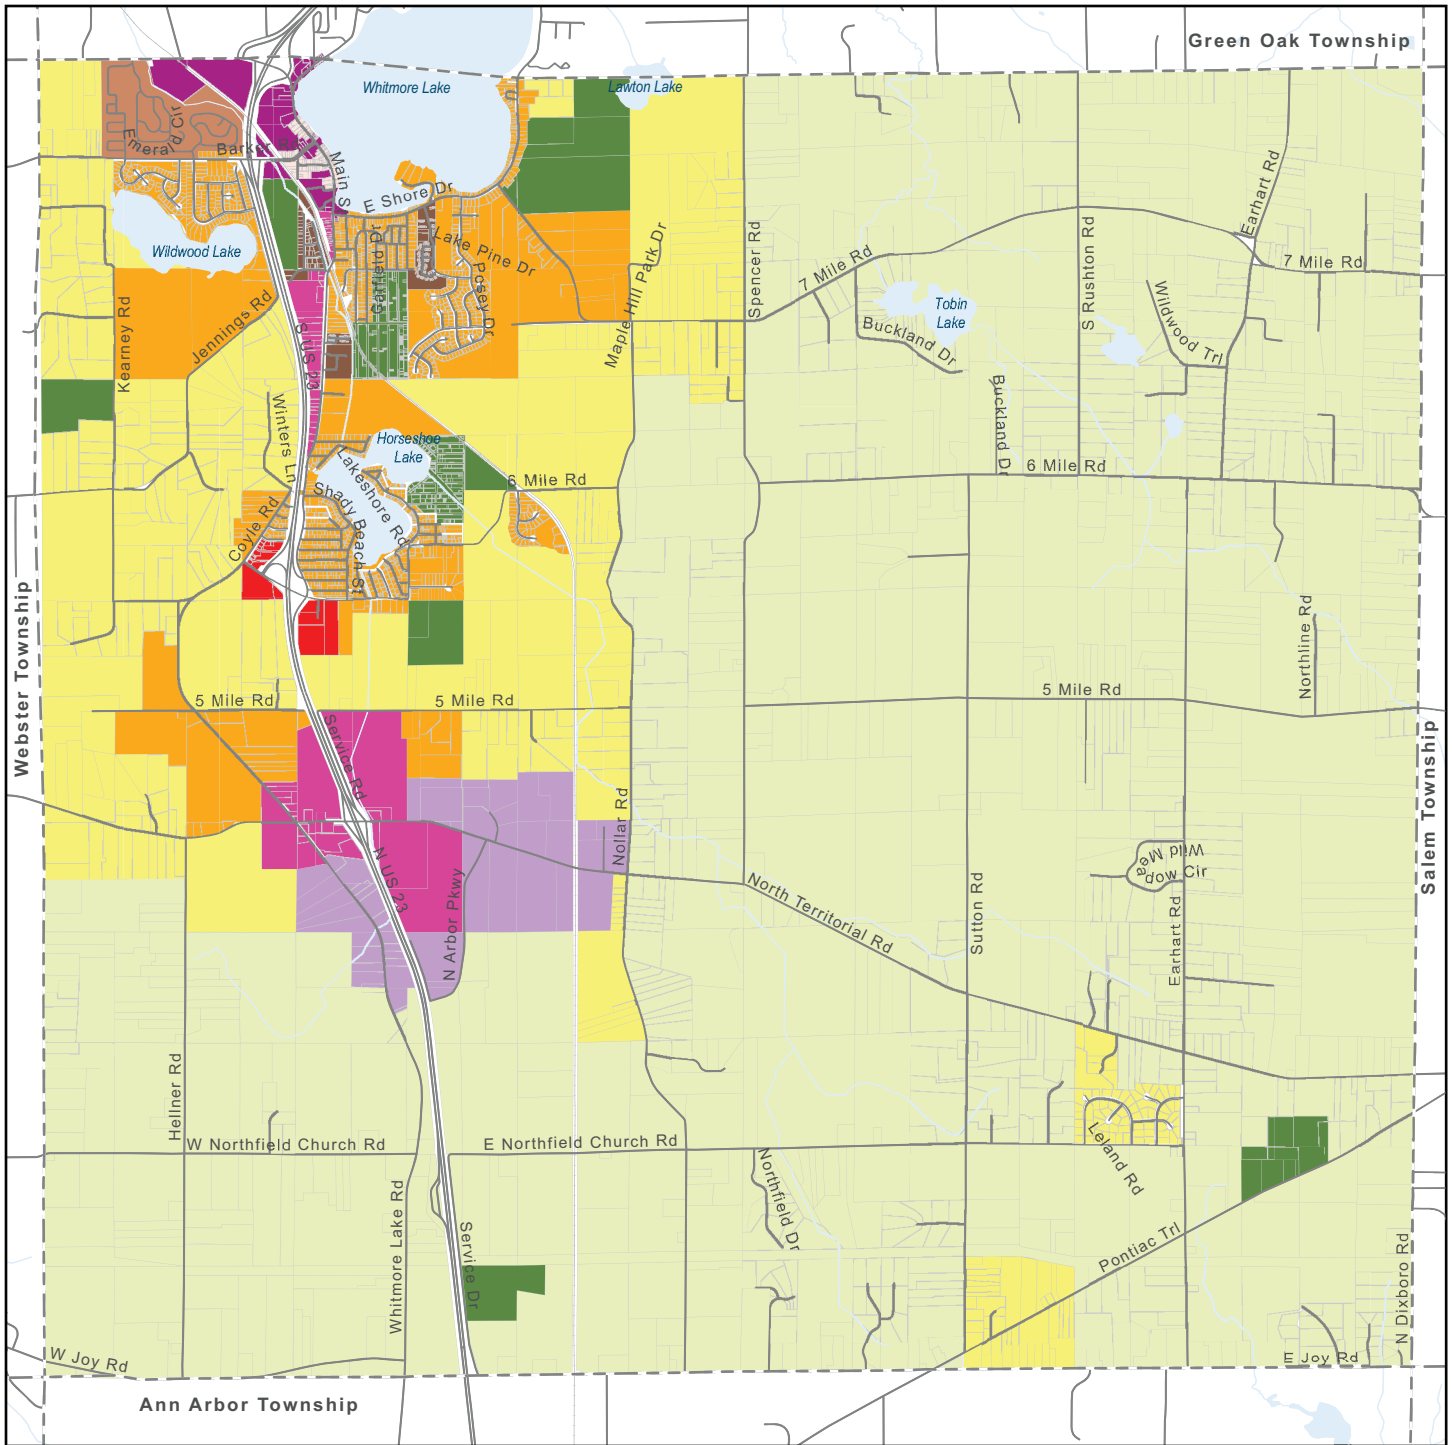 Green Oak Township
Whitmore Lake
Lawton Lake
Emerald Cir
Barker Rd
Main S
E Shore Dr
Earhart Rd
Wildwood Lake
Garfield Dr
Lake Pine Dr
Posey Dr
Maple Hill Park Dr
Spencer Rd
7 Mile Rd
S Rushton Rd
7 Mile Rd
Kearney Rd
Jennings Rd
S US 23
Tobin
Lake
Buckland Dr
Wildwood Trl
Winters Ln
Horseshoe
Lake
Buckland Dr
6 Mile Rd
6 Mile Rd
Lakeshore Rd
Shady Beach St
Coyle Rd
Webster Township
Northline Rd
5 Mile Rd
5 Mile Rd
5 Mile Rd
Service Rd
Salem Township
Nollar Rd
N US 23
N Arbor Pkwy
North Territorial Rd
Sutton Rd
Wild Mea
dow Cir
Earhart Rd
Hellner Rd
W Northfield Church Rd
E Northfield Church Rd
Leland Rd
Northfield Dr
Whitmore Lake Rd
Service Dr
Pontiac Trl
N Dixboro Rd
W Joy Rd
E Joy Rd
Ann Arbor Township